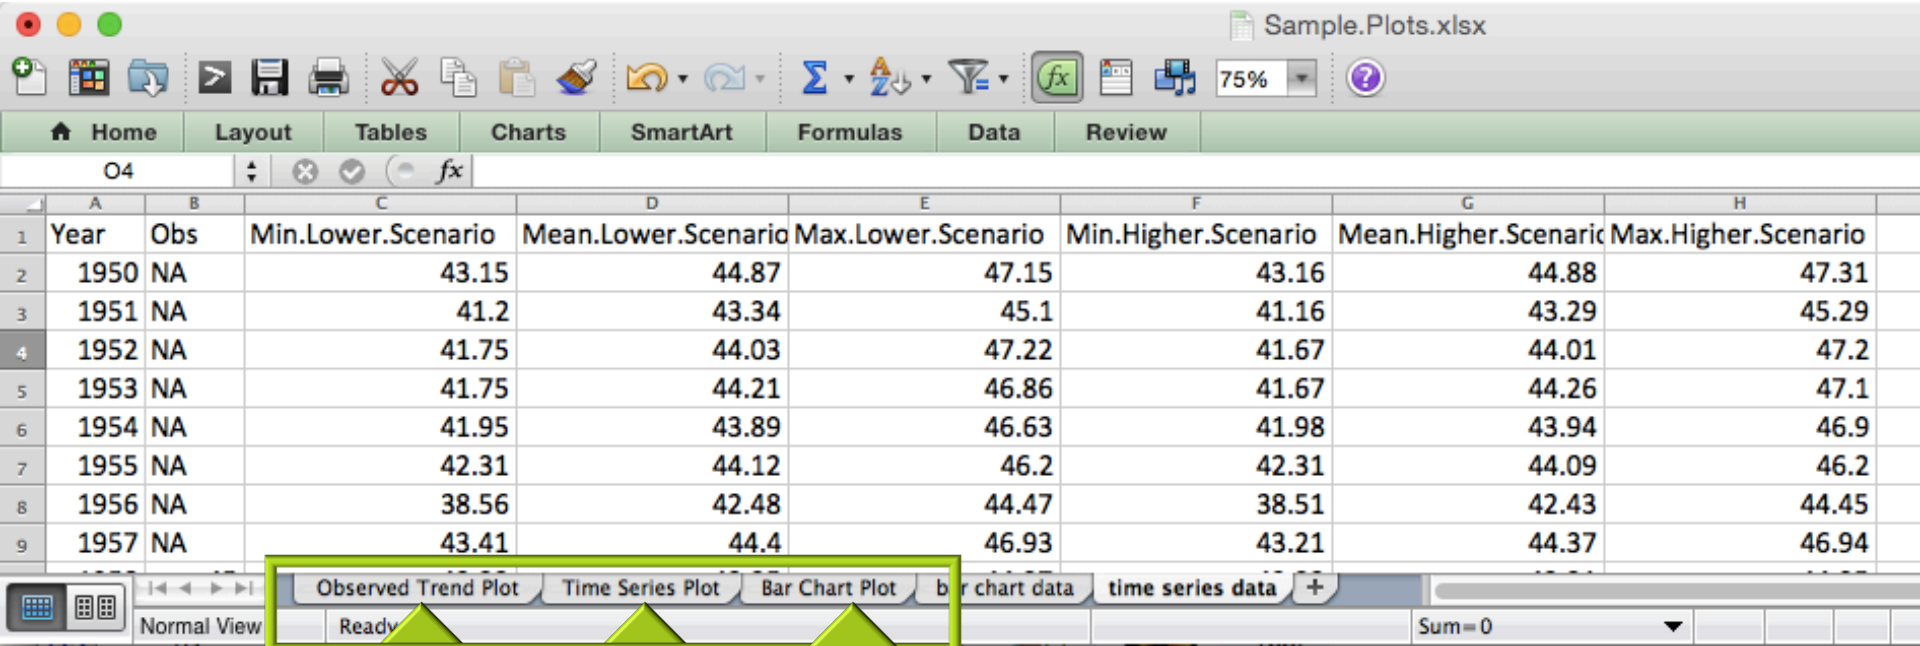 Sample.Plots.xlsx
75%
Home Layout Tables Charts SmartArt Formulas Data Review
O4 fx
A B C D E F G H
1 Year Obs Min.Lower.Scenario Mean.Lower.Scenario Max.Lower.Scenario Min.Higher.Scenario Mean.Higher.Scenaric Max.Higher.Scenario
2 1950 NA 43.15 44.87 47.15 43.16 44.88 47.31
3 1951 NA 41.2 43.34 45.1 41.16 43.29 45.29
4 1952 NA 41.75 44.03 47.22 41.67 44.01 47.2
5 1953 NA 41.75 44.21 46.86 41.67 44.26 47.1
6 1954 NA 41.95 43.89 46.63 41.98 43.94 46.9
7 1955 NA 42.31 44.12 46.2 42.31 44.09 46.2
8 1956 NA 38.56 42.48 44.47 38.51 42.43 44.45
9 1957 NA 43.41 44.4 46.93 43.21 44.37 46.94
Observed Trend Plot Time Series Plot Bar Chart Plot bar chart data time series data +
Normal View Ready Sum=0